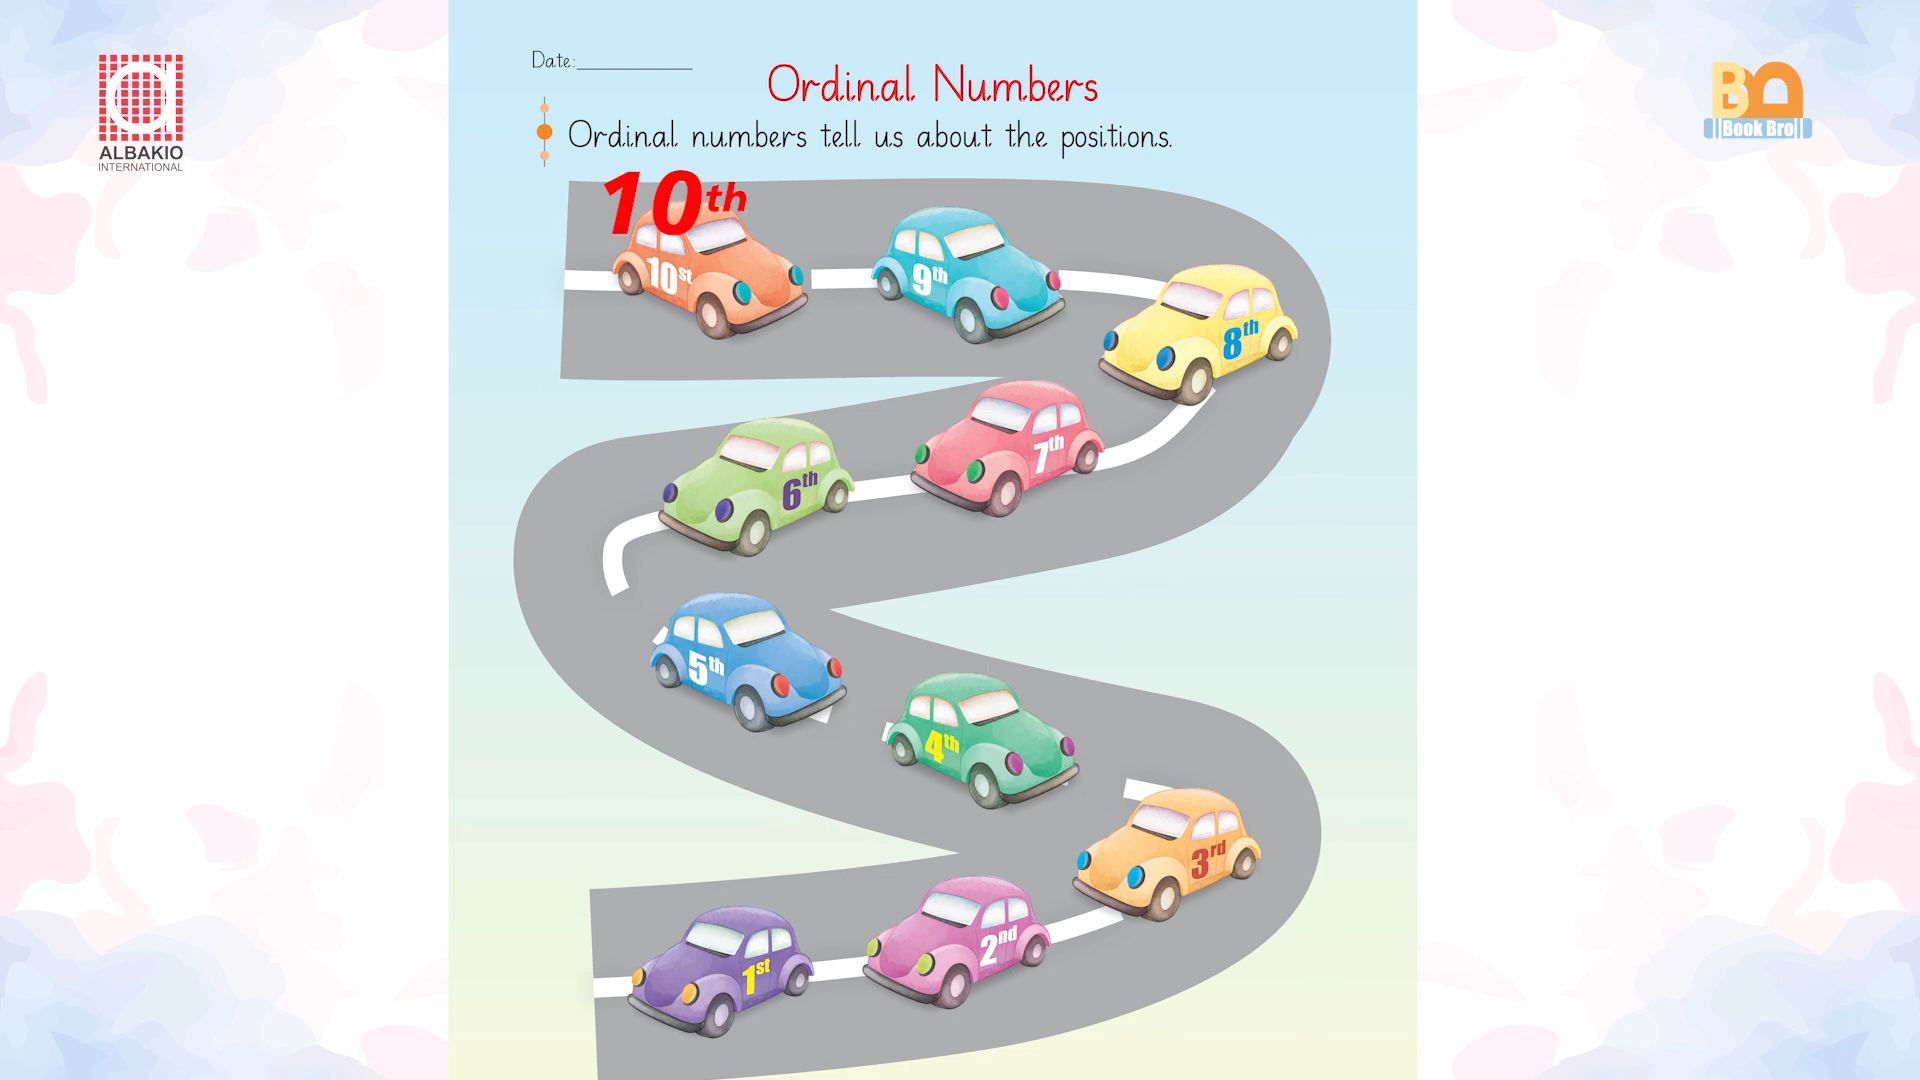 ALBAKIO
INTERNATIONAL
Book Bro
Date:____________
Ordinal Numbers
Ordinal numbers tell us about the positions.
10th
10st
9th
8th
7th
6th
5th
4th
3rd
2nd
1st